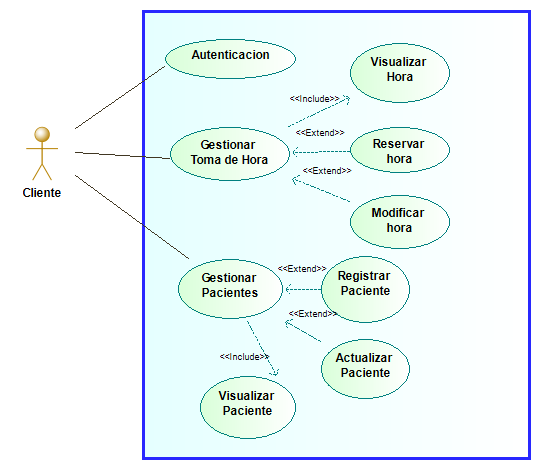 Autenticacion
Visualizar
Hora
<<Include>>
<<Extend>>
Gestionar
Toma de Hora
Reservar
hora
<<Extend>>
Cliente
Modificar
hora
Gestionar
Pacientes
<<Extend>>
Registrar
Paciente
<<Extend>>
<<Include>>
Actualizar
Paciente
Visualizar
Paciente